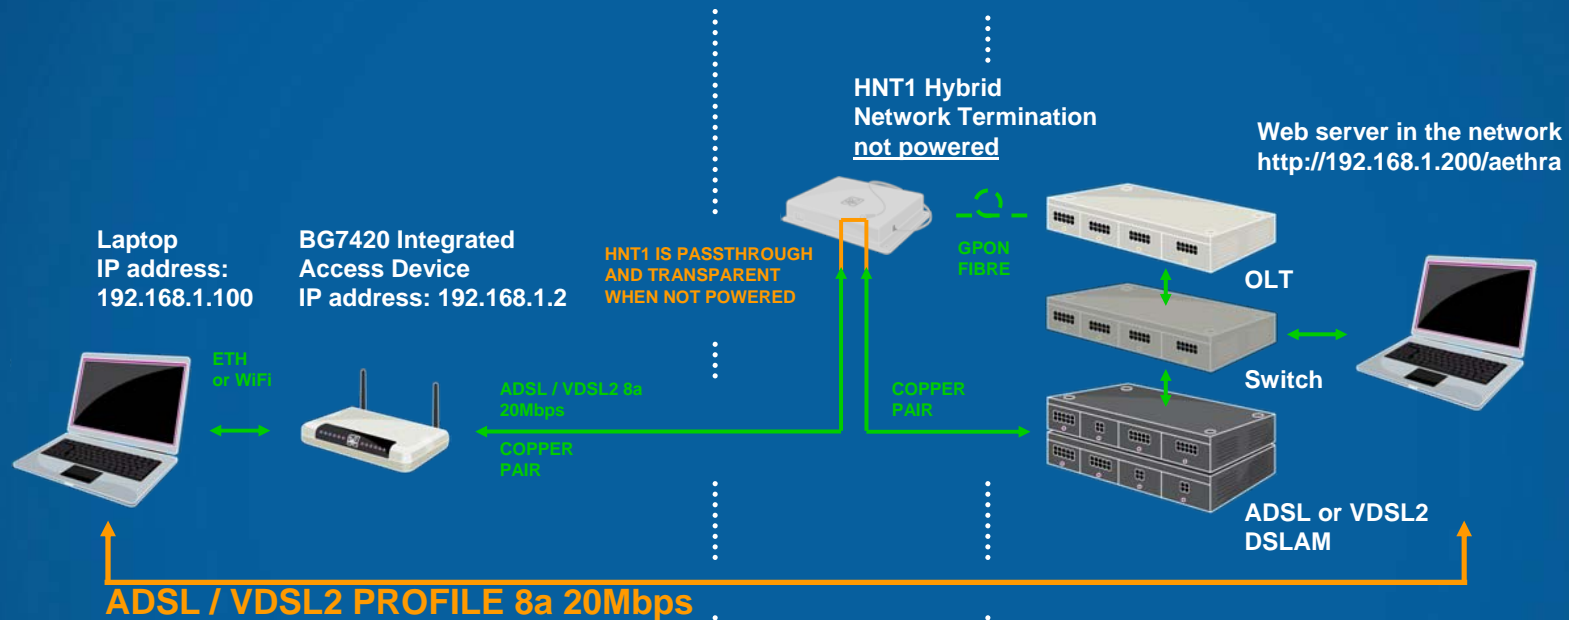 HNT1 Hybrid
Network Termination
not powered
Web server in the network
http://192.168.1.200/aethra
Laptop
IP address:
192.168.1.100
BG7420 Integrated
Access Device
IP address: 192.168.1.2
HNT1 IS PASSTHROUGH
AND TRANSPARENT
WHEN NOT POWERED
GPON
FIBRE
OLT
ETH
or WiFi
ADSL / VDSL2 8a
20Mbps
COPPER
PAIR
COPPER
PAIR
Switch
ADSL or VDSL2
DSLAM
ADSL / VDSL2 PROFILE 8a 20Mbps